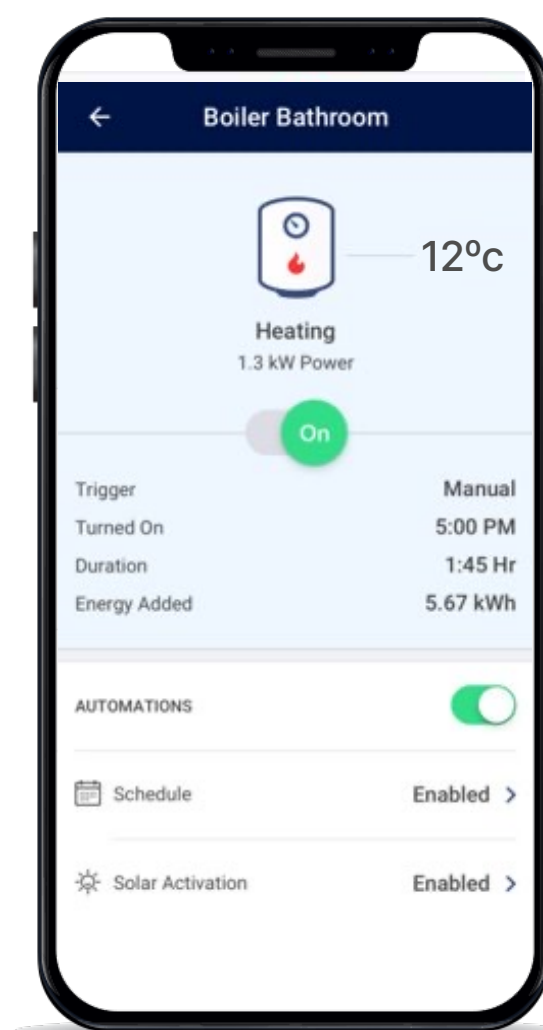 Boiler Bathroom
12ºc
Heating
1.3 kW Power
On
Trigger Manual
Turned On 5:00 PM
Duration 1:45 Hr
Energy Added 5.67 kWh
AUTOMATIONS
Schedule Enabled
Solar Activation Enabled